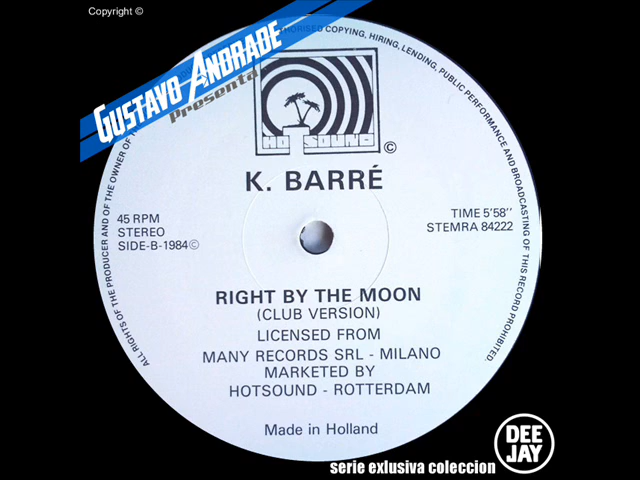 Copyright ©
GUSTAVO ANDRADE
Presenta
HOT SOUND
©
K. BARRÉ
45 RPM
STEREO
SIDE-B-1984©
TIME 5'58''
STEMRA 84222
RIGHT BY THE MOON
(CLUB VERSION)
LICENSED FROM
MANY RECORDS SRL - MILANO
MARKETED BY
HOTSOUND - ROTTERDAM
Made in Holland
ALL RIGHTS OF THE PRODUCER AND OF THE OWNER OF
COPYING, HIRING, LENDING, PUBLIC PERFORMANCE AND BROADCASTING OF THIS RECORD PROHIBITED.
DEE
JAY
serie exlusiva coleccion